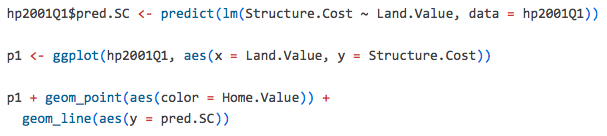 hp2001Q1$pred.SC <- predict(lm(Structure.Cost ~ Land.Value, data = hp2001Q1))
p1 <- ggplot(hp2001Q1, aes(x = Land.Value, y = Structure.Cost))
p1 + geom_point(aes(color = Home.Value)) +
  geom_line(aes(y = pred.SC))